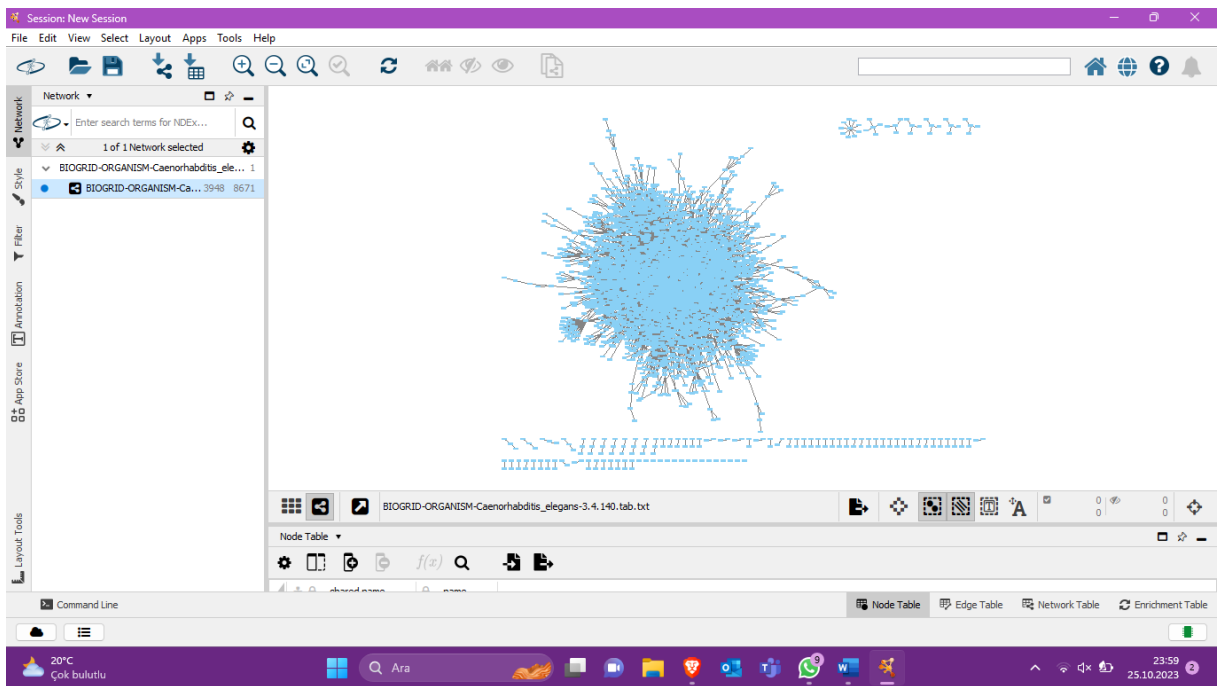 Session: New Session
File Edit View Select Layout Apps Tools Help
Network
Enter search terms for NDEx...
1 of 1 Network selected
BIOGRID-ORGANISM-Caenorhabditis_ele... 1
BIOGRID-ORGANISM-Ca... 3948 8671
Network
Style
Filter
Annotation
App Store
Layout Tools
BIOGRID-ORGANISM-Caenorhabditis_elegans-3.4.140.tab.txt
A
0 0
0 0
Node Table
f(x)
shared name name
Command Line
Node Table Edge Table Network Table Enrichment Table
20°C
Çok bulutlu
Ara
9
23:59
25.10.2023
2